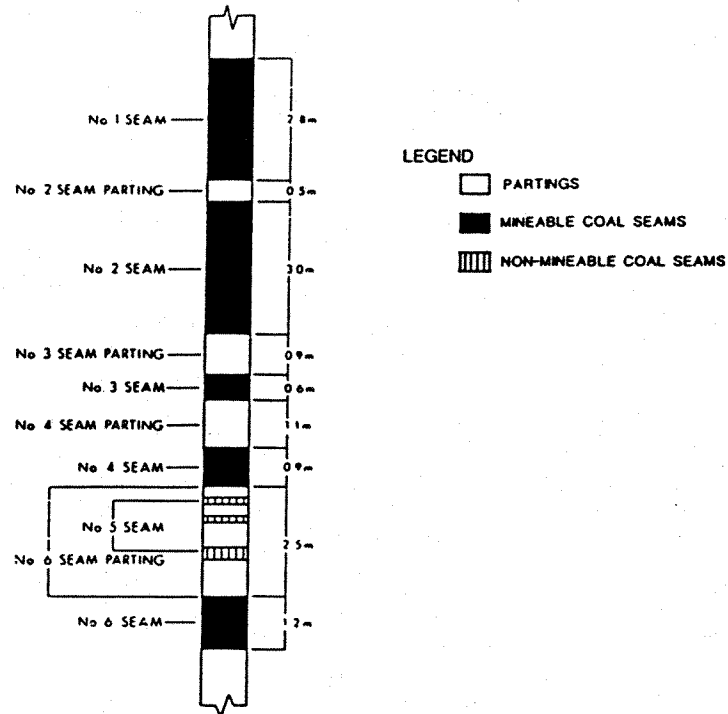 No 1 SEAM
2 8m
No 2 SEAM PARTING
0 5m
No 2 SEAM
3 0m
No 3 SEAM PARTING
0 9m
No. 3 SEAM
0 6m
No 4 SEAM PARTING
1 1m
No 4 SEAM
0 9m
No 5 SEAM
2 5m
No 6 SEAM PARTING
No 6 SEAM
1 2m
LEGEND
PARTINGS
MINEABLE COAL SEAMS
NON-MINEABLE COAL SEAMS